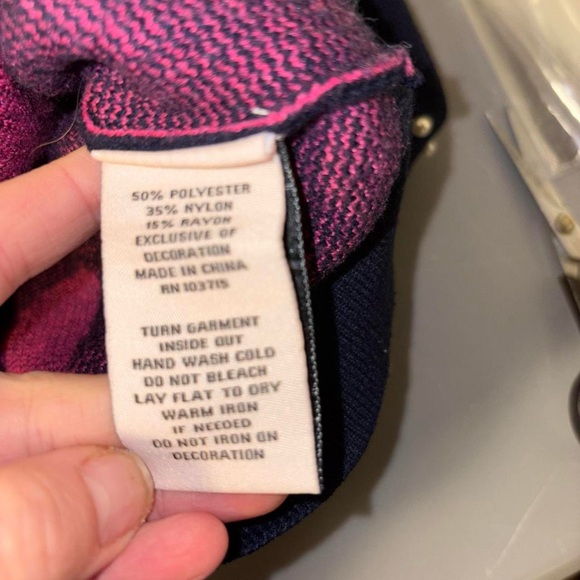 50% POLYESTER
35% NYLON
15% RAYON
EXCLUSIVE OF
DECORATION
MADE IN CHINA
RN 103715
TURN GARMENT
INSIDE OUT
HAND WASH COLD
DO NOT BLEACH
LAY FLAT TO DRY
WARM IRON
IF NEEDED
DO NOT IRON ON
DECORATION